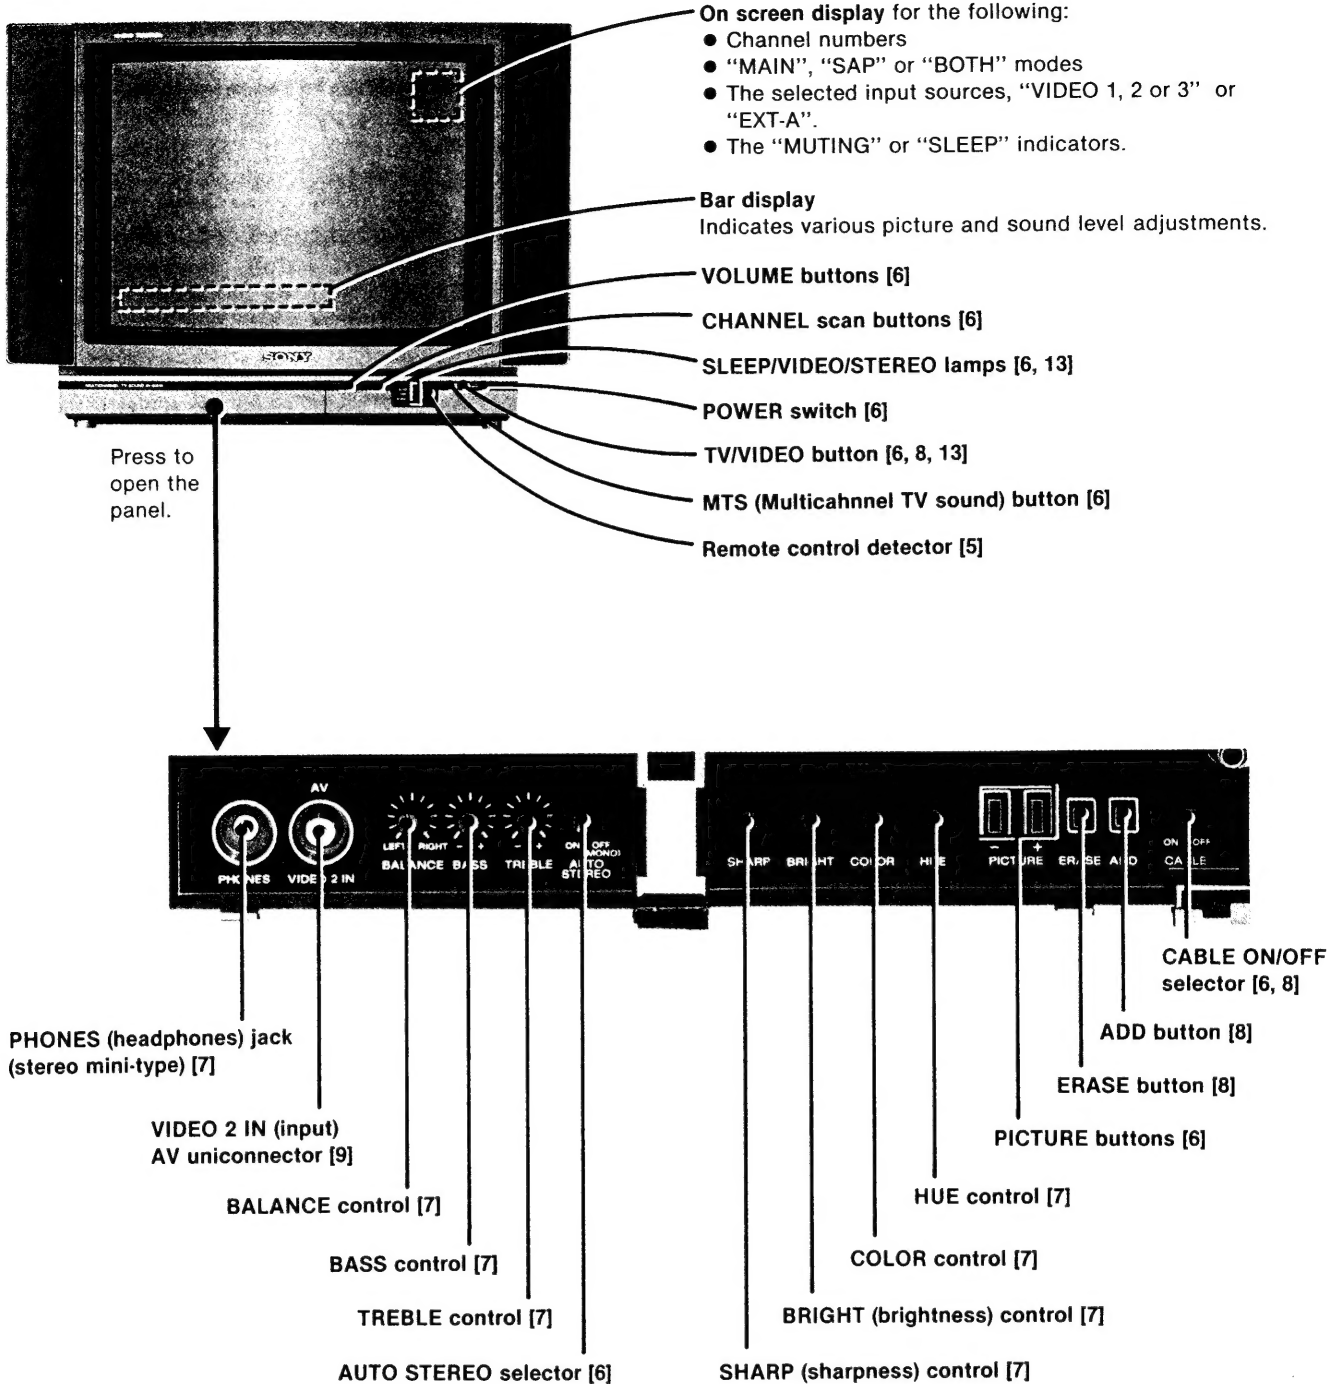 On screen display for the following:
● Channel numbers
● “MAIN”, “SAP” or “BOTH” modes
● The selected input sources, “VIDEO 1, 2 or 3” or
“EXT-A”.
● The “MUTING” or “SLEEP” indicators.
Bar display
Indicates various picture and sound level adjustments.
VOLUME buttons [6]
CHANNEL scan buttons [6]
SLEEP/VIDEO/STEREO lamps [6, 13]
POWER switch [6]
TV/VIDEO button [6, 8, 13]
MTS (Multicahnnel TV sound) button [6]
Remote control detector [5]
SONY
Press to
open the
panel.
AV
PHONES
VIDEO 2 IN
LEFT RIGHT
BALANCE
- +
BASS
- +
TREBLE
ON OFF
(MONO)
AUTO
STEREO
SHARP
BRIGHT
COLOR
HUE
- +
PICTURE
ERASE
ADD
ON OFF
CABLE
CABLE ON/OFF
selector [6, 8]
ADD button [8]
ERASE button [8]
PICTURE buttons [6]
HUE control [7]
COLOR control [7]
BRIGHT (brightness) control [7]
SHARP (sharpness) control [7]
PHONES (headphones) jack
(stereo mini-type) [7]
VIDEO 2 IN (input)
AV uniconnector [9]
BALANCE control [7]
BASS control [7]
TREBLE control [7]
AUTO STEREO selector [6]